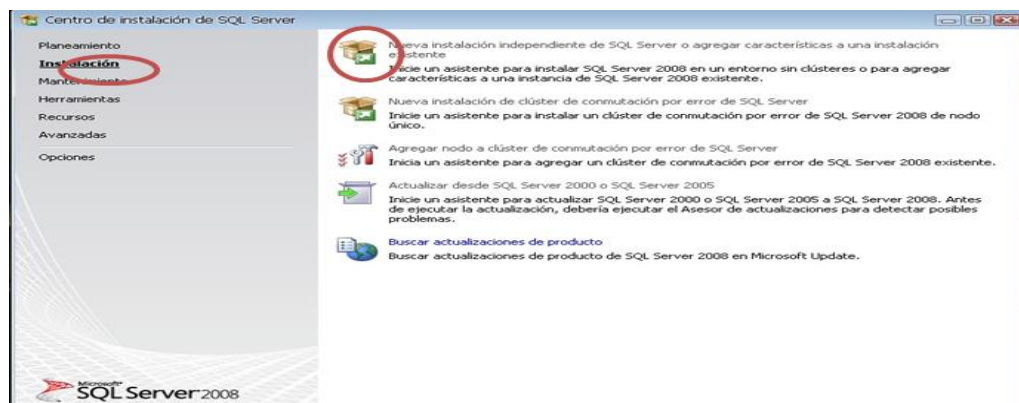 Centro de instalación de SQL Server
Planeamiento
Instalación
Mantenimiento
Herramientas
Recursos
Avanzadas
Opciones
Nueva instalación independiente de SQL Server o agregar características a una instalación
existente
Inicie un asistente para instalar SQL Server 2008 en un entorno sin clústeres o para agregar
características a una instancia de SQL Server 2008 existente.
Nueva instalación de clúster de conmutación por error de SQL Server
Inicie un asistente para instalar un clúster de conmutación por error de SQL Server 2008 de nodo
único.
Agregar nodo a clúster de conmutación por error de SQL Server
Inicia un asistente para agregar un clúster de conmutación por error de SQL Server 2008 existente.
Actualizar desde SQL Server 2000 o SQL Server 2005
Inicie un asistente para actualizar SQL Server 2000 o SQL Server 2005 a SQL Server 2008. Antes
de ejecutar la actualización, debería ejecutar el Asesor de actualizaciones para detectar posibles
problemas.
Buscar actualizaciones de producto
Buscar actualizaciones de producto de SQL Server 2008 en Microsoft Update.
Microsoft
SQL Server 2008